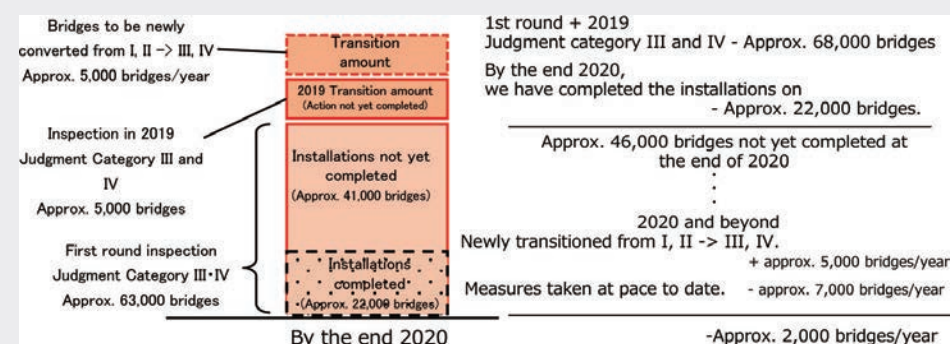 Bridges to be newly
converted from I, II -> III, IV
Approx. 5,000 bridges/year
Inspection in 2019
Judgment Category III and
IV
Approx. 5,000 bridges
First round inspection
Judgment Category III・IV
Approx. 63,000 bridges
Transition
amount
2019 Transition amount
(Action not yet completed)
Installations not yet
completed
(Approx. 41,000 bridges)
Installations
completed
(Approx. 22,000 bridges)
By the end 2020
1st round + 2019
Judgment category III and IV - Approx. 68,000 bridges
By the end 2020,
we have completed the installations on
- Approx. 22,000 bridges.
Approx. 46,000 bridges not yet completed at
the end of 2020
2020 and beyond
Newly transitioned from I, II -> III, IV.
+ approx. 5,000 bridges/year
Measures taken at pace to date. - approx. 7,000 bridges/year
-Approx. 2,000 bridges/year